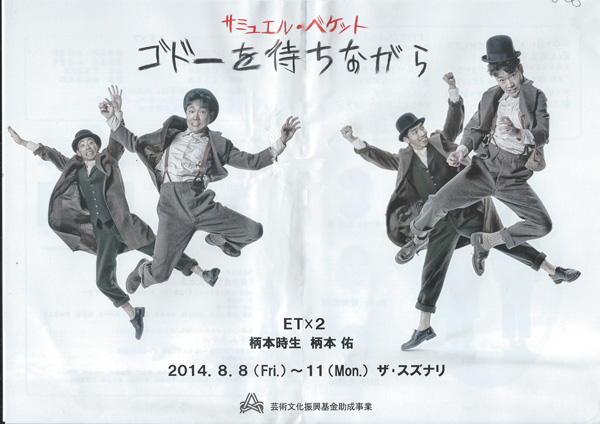 サミュエル・ベケット
ゴドーを待ちながら
ET×2
柄本時生 柄本 佑
2014. 8. 8 (Fri.) ～ 11 (Mon.) ザ・スズナリ
芸術文化振興基金助成事業